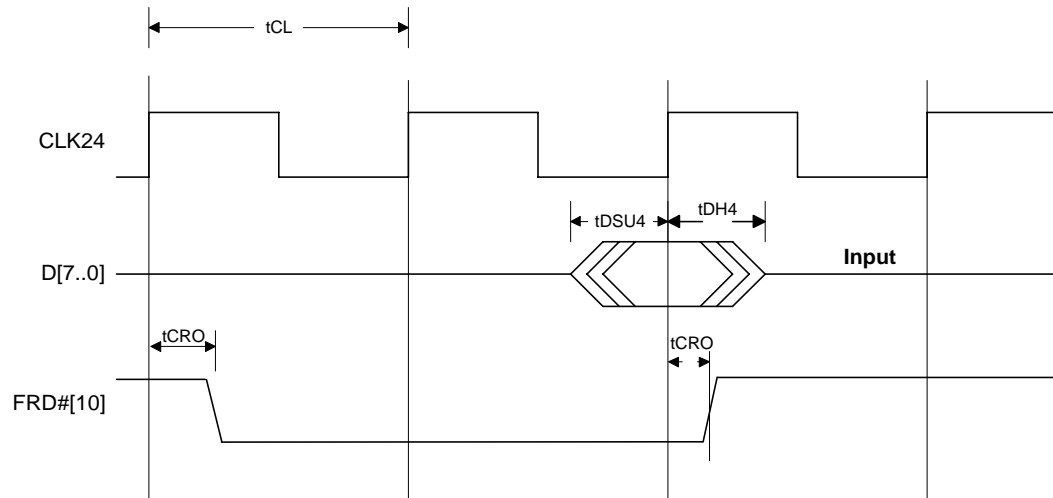 tCL
CLK24
tDSU4
tDH4
D[7..0]
Input
tCRO
tCRO
FRD#[10]